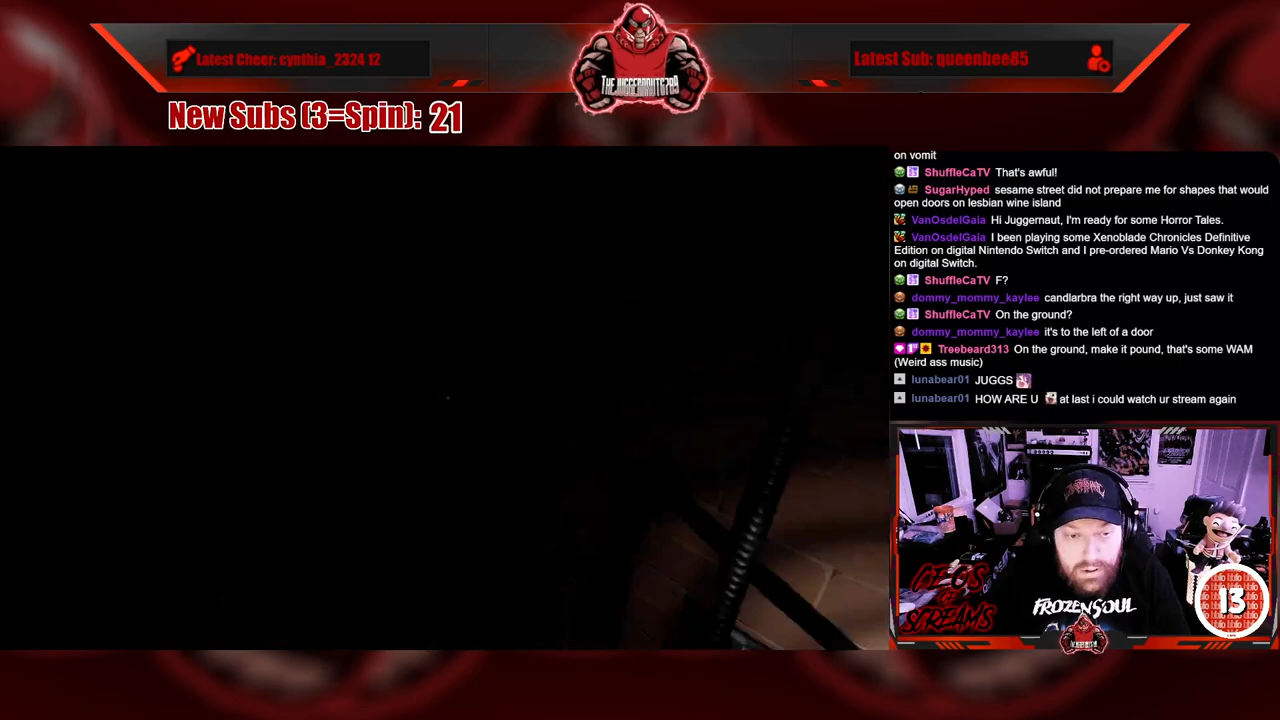 Latest Cheer: cynthia_2324 12
THEJUGGERNAUT6789
Latest Sub: queenbee85
New Subs (3=Spin): 21
on vomit
ShuffleCaTV That's awful!
SugarHyped sesame street did not prepare me for shapes that would
open doors on lesbian wine island
VanOsdelGaia Hi Juggernaut, I'm ready for some Horror Tales.
VanOsdelGaia I been playing some Xenoblade Chronicles Definitive
Edition on digital Nintendo Switch and I pre-ordered Mario Vs Donkey Kong
on digital Switch.
ShuffleCaTV F?
dommy_mommy_kaylee candlarbra the right way up, just saw it
ShuffleCaTV On the ground?
dommy_mommy_kaylee it's to the left of a door
Treebeard313 On the ground, make it pound, that's some WAM
(Weird ass music)
lunabear01 JUGGS
lunabear01 HOW ARE U at last i could watch ur stream again
OF
SCREAMS
FROZEN SOUL
13